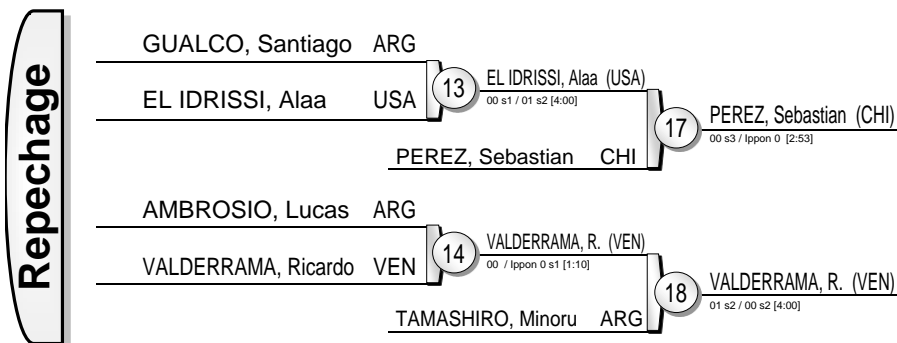 Repechage
GUALCO, Santiago ARG
EL IDRISSI, Alaa USA
13
EL IDRISSI, Alaa (USA)
00 s1 / 01 s2 [4:00]
PEREZ, Sebastian CHI
17
PEREZ, Sebastian (CHI)
00 s3 / Ippon 0 [2:53]
AMBROSIO, Lucas ARG
VALDERRAMA, Ricardo VEN
14
VALDERRAMA, R. (VEN)
00 / Ippon 0 s1 [1:10]
TAMASHIRO, Minoru ARG
18
VALDERRAMA, R. (VEN)
01 s2 / 00 s2 [4:00]